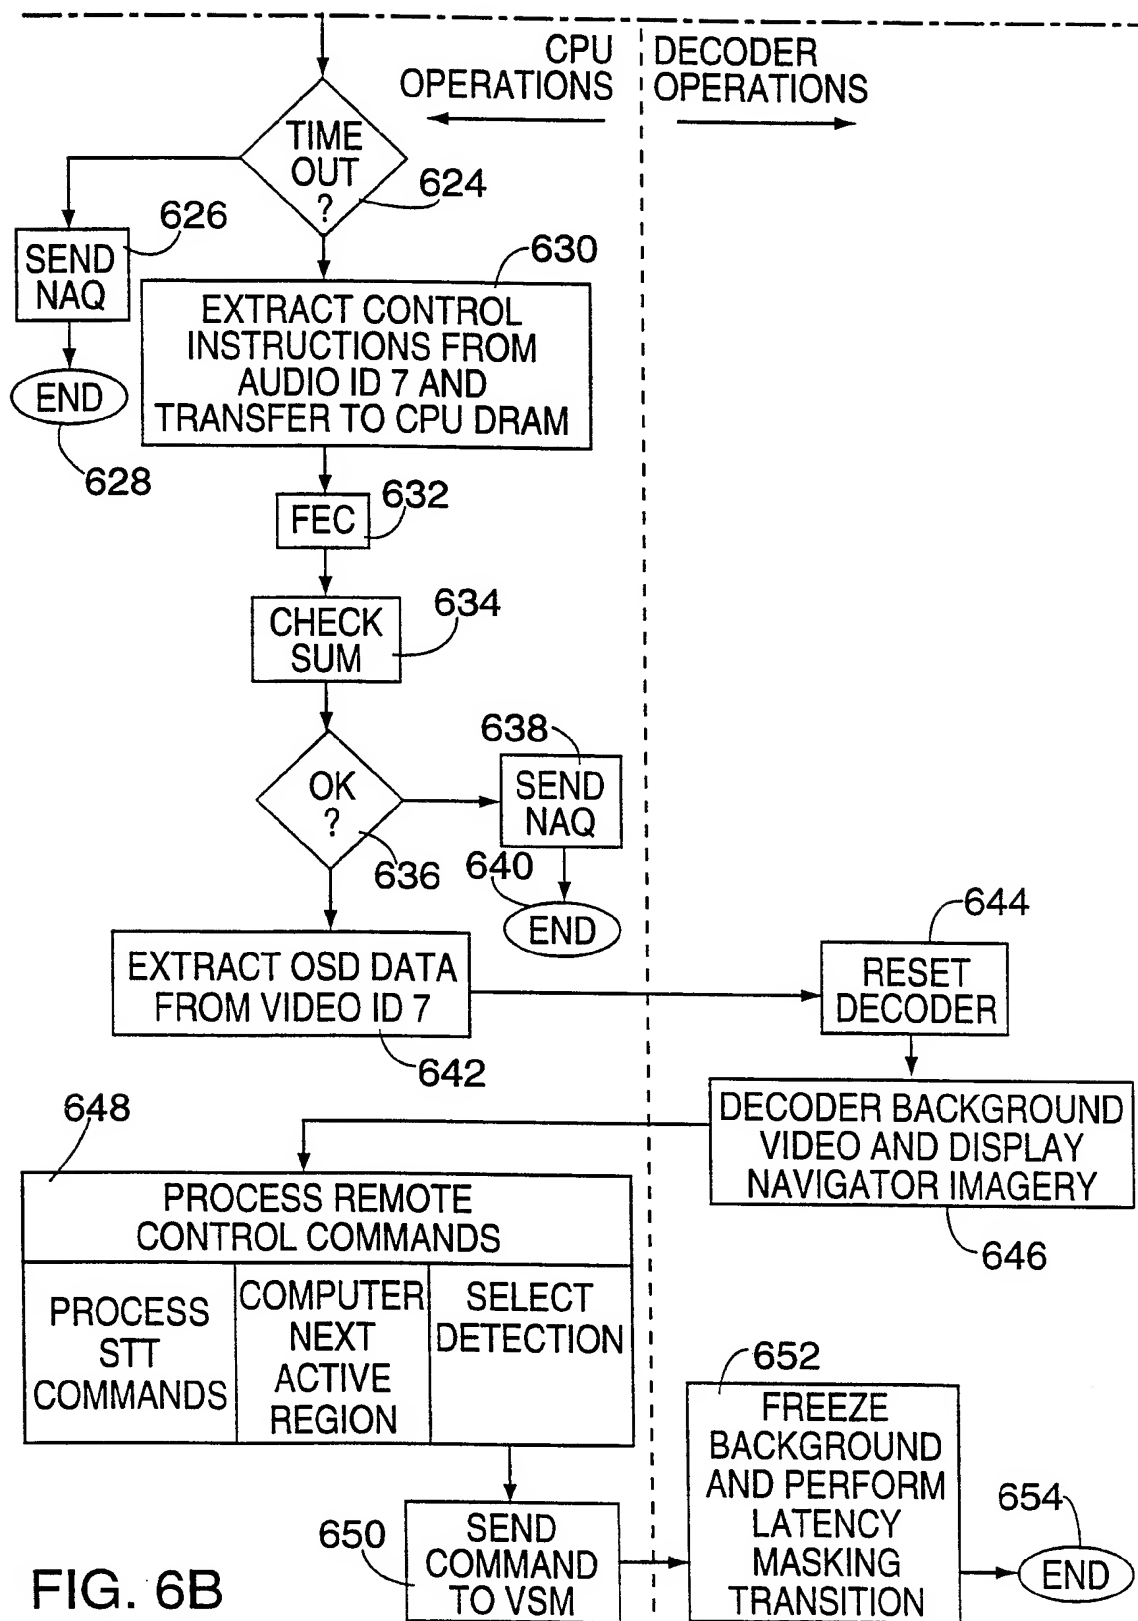 CPU
OPERATIONS
DECODER
OPERATIONS
TIME
OUT
?
624
626
SEND
NAQ
END
628
630
EXTRACT CONTROL
INSTRUCTIONS FROM
AUDIO ID 7 AND
TRANSFER TO CPU DRAM
632
FEC
634
CHECK
SUM
OK
?
636
638
SEND
NAQ
640
END
EXTRACT OSD DATA
FROM VIDEO ID 7
642
644
RESET
DECODER
DECODER BACKGROUND
VIDEO AND DISPLAY
NAVIGATOR IMAGERY
646
648
PROCESS REMOTE
CONTROL COMMANDS
PROCESS
STT
COMMANDS
COMPUTER
NEXT
ACTIVE
REGION
SELECT
DETECTION
650
SEND
COMMAND
TO VSM
652
FREEZE
BACKGROUND
AND PERFORM
LATENCY
MASKING
TRANSITION
654
END
FIG. 6B